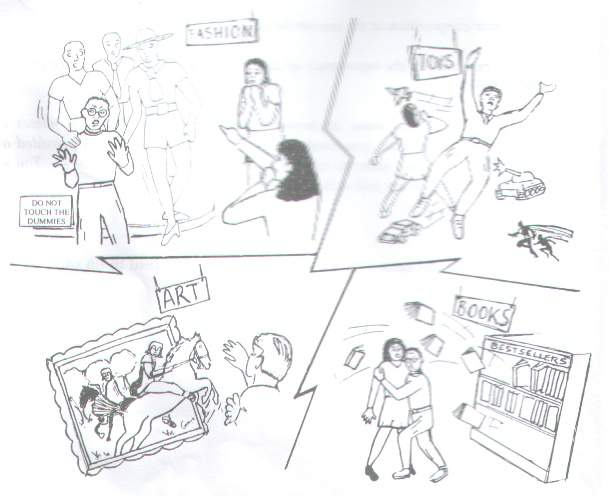 FASHION
TOYS
DO NOT
TOUCH THE
DUMMIES
ART
BOOKS
BESTSELLERS